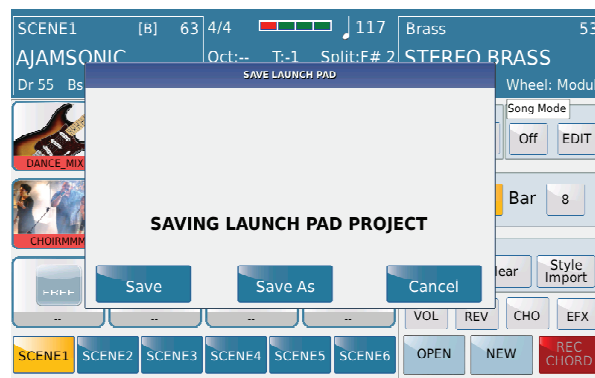 SCENE1 [B] 63 4/4 117 Brass 53
AJAMSONIC Oct:-- T:-1 Split:F# 2 STEREO BRASS
Dr 55 Bs Wheel: Modul
SAVE LAUNCH PAD
Song Mode
Off EDIT
DANCE_MIX
Bar 8
SAVING LAUNCH PAD PROJECT
CHOIRMMM
lear Style Import
Save Save As Cancel
-- -- -- --
VOL REV CHO EFX
SCENE1 SCENE2 SCENE3 SCENE4 SCENE5 SCENE6 OPEN NEW REC CHORD